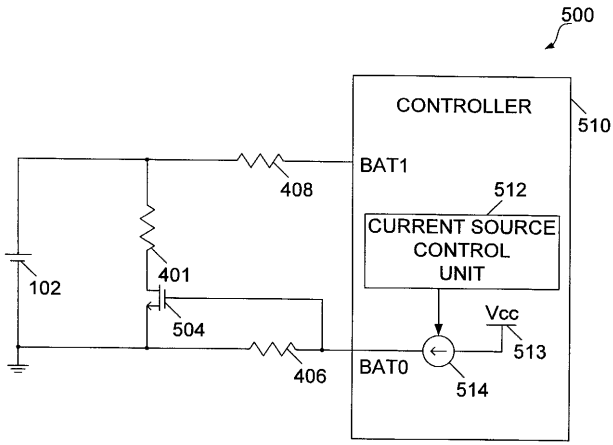 500
CONTROLLER
510
BAT1
408
512
CURRENT SOURCE
CONTROL
UNIT
401
102
504
Vcc
513
406
BAT0
514